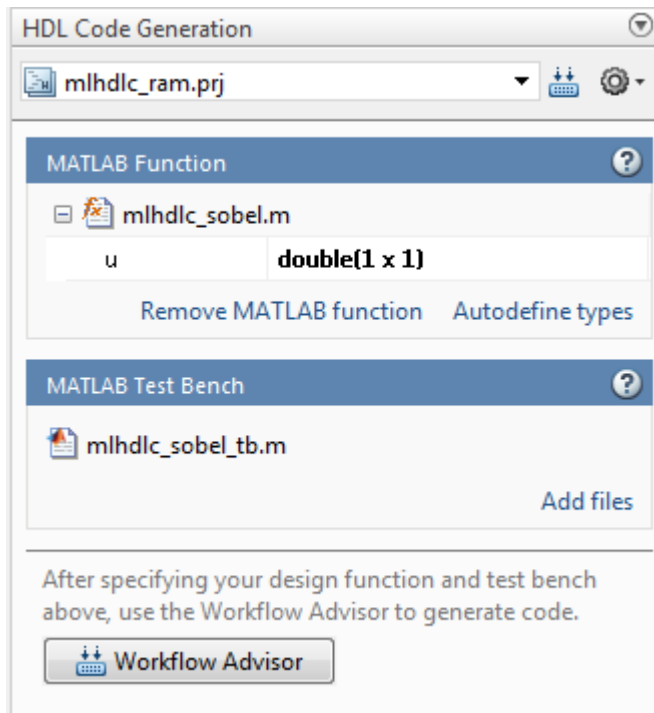 HDL Code Generation
mlhdlc_ram.prj
MATLAB Function
mlhdlc_sobel.m
u double(1 x 1)
Remove MATLAB function Autodefine types
MATLAB Test Bench
mlhdlc_sobel_tb.m
Add files
After specifying your design function and test bench
above, use the Workflow Advisor to generate code.
Workflow Advisor